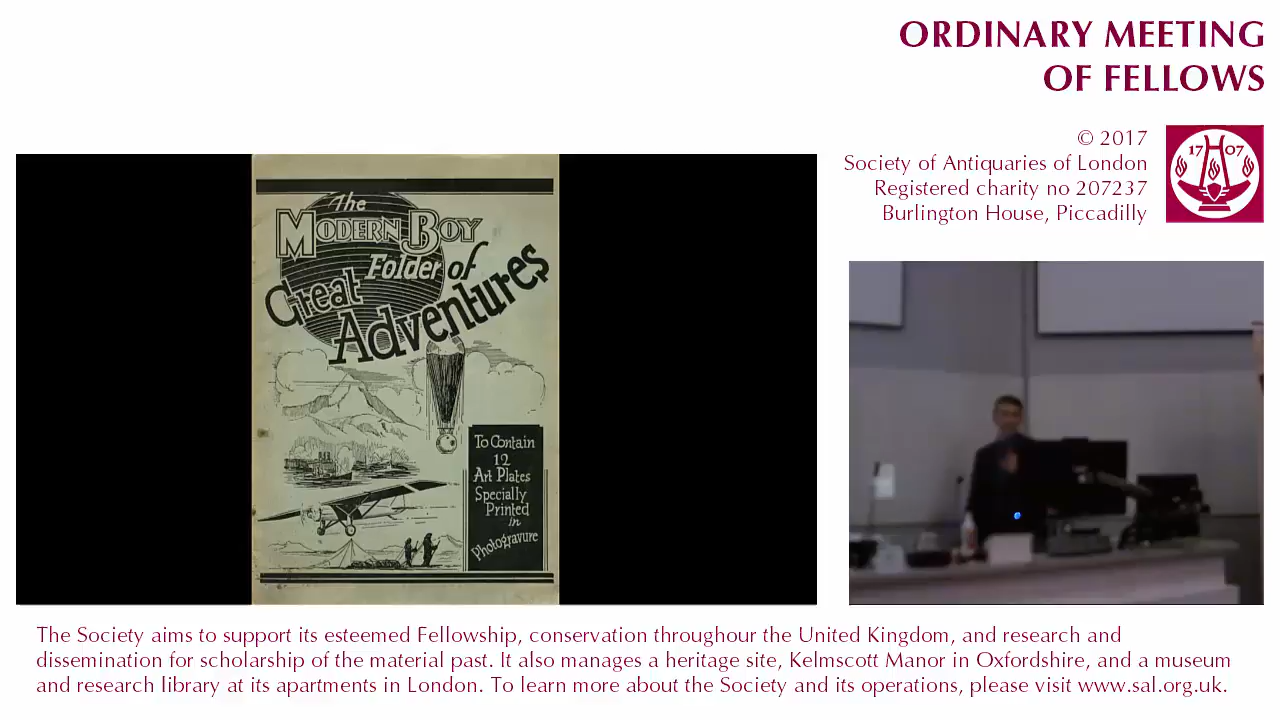 ORDINARY MEETING
OF FELLOWS
© 2017
Society of Antiquaries of London
Registered charity no 207237
Burlington House, Piccadilly
17 07
The
MODERN BOY
Folder of
Great
Adventures
To Contain
12
Art Plates
Specially
Printed
in
Photogravure
The Society aims to support its esteemed Fellowship, conservation throughour the United Kingdom, and research and
dissemination for scholarship of the material past. It also manages a heritage site, Kelmscott Manor in Oxfordshire, and a museum
and research library at its apartments in London. To learn more about the Society and its operations, please visit www.sal.org.uk.